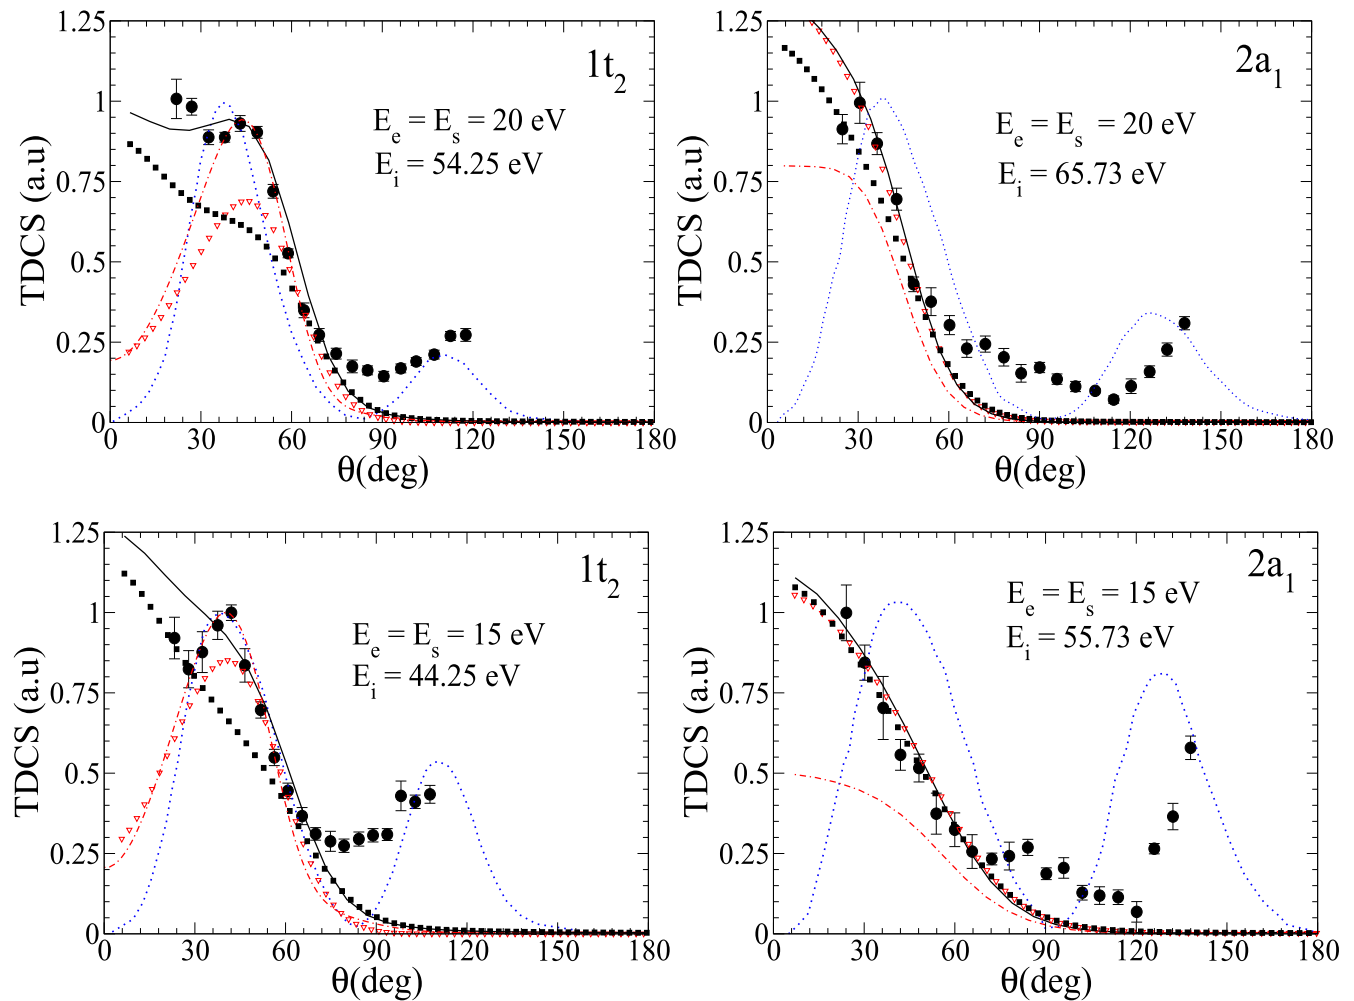 1.25
1
0.75
0.5
0.25
0
TDCS (a.u)
1t2
Ee = Es = 20 eV
Ei = 54.25 eV
0 30 60 90 120 150 180
θ(deg)
1.25
1
0.75
0.5
0.25
0
TDCS (a.u)
2a1
Ee = Es = 20 eV
Ei = 65.73 eV
0 30 60 90 120 150 180
θ(deg)
1.25
1
0.75
0.5
0.25
0
TDCS (a.u)
1t2
Ee = Es = 15 eV
Ei = 44.25 eV
0 30 60 90 120 150 180
θ(deg)
1.25
1
0.75
0.5
0.25
0
TDCS (a.u)
2a1
Ee = Es = 15 eV
Ei = 55.73 eV
0 30 60 90 120 150 180
θ(deg)